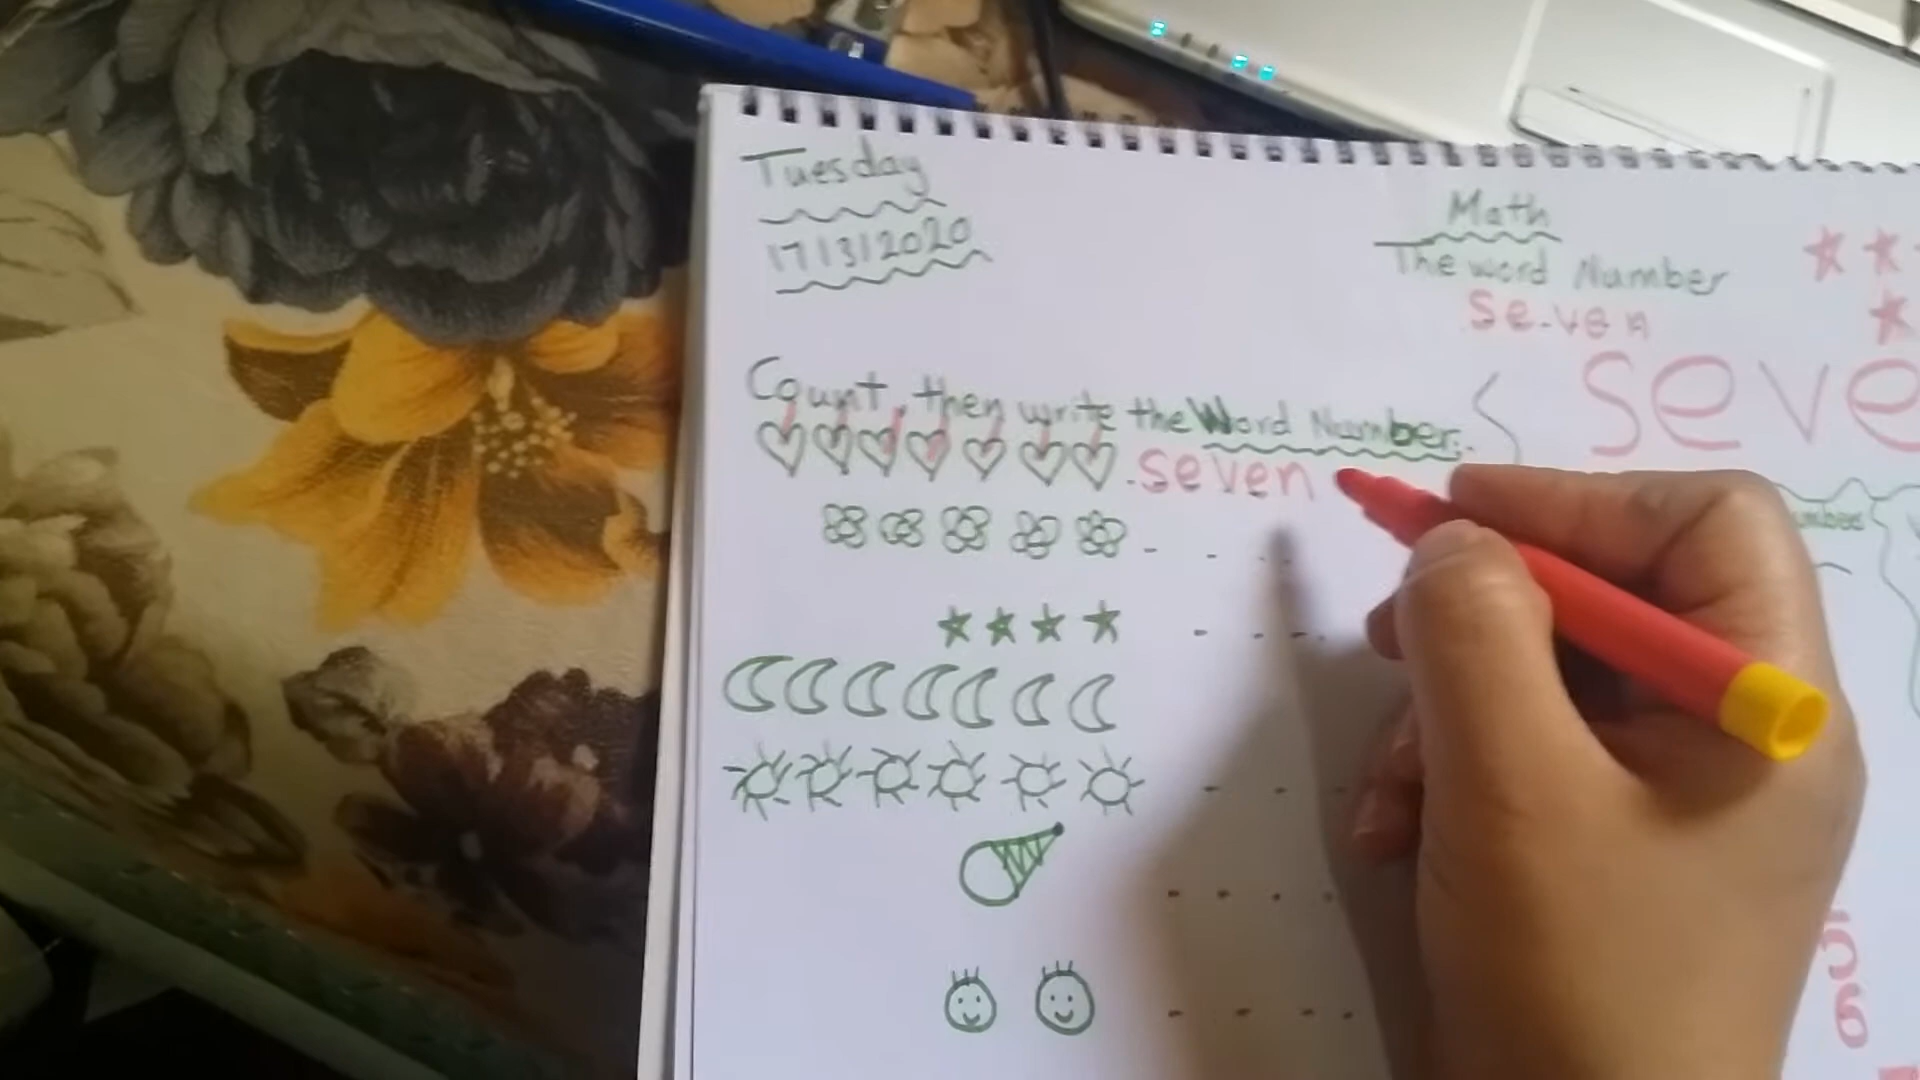 Tuesday
17/3/2020
Math
The word Number
se-ven
seve
Count, then write the Word Number:.
seven